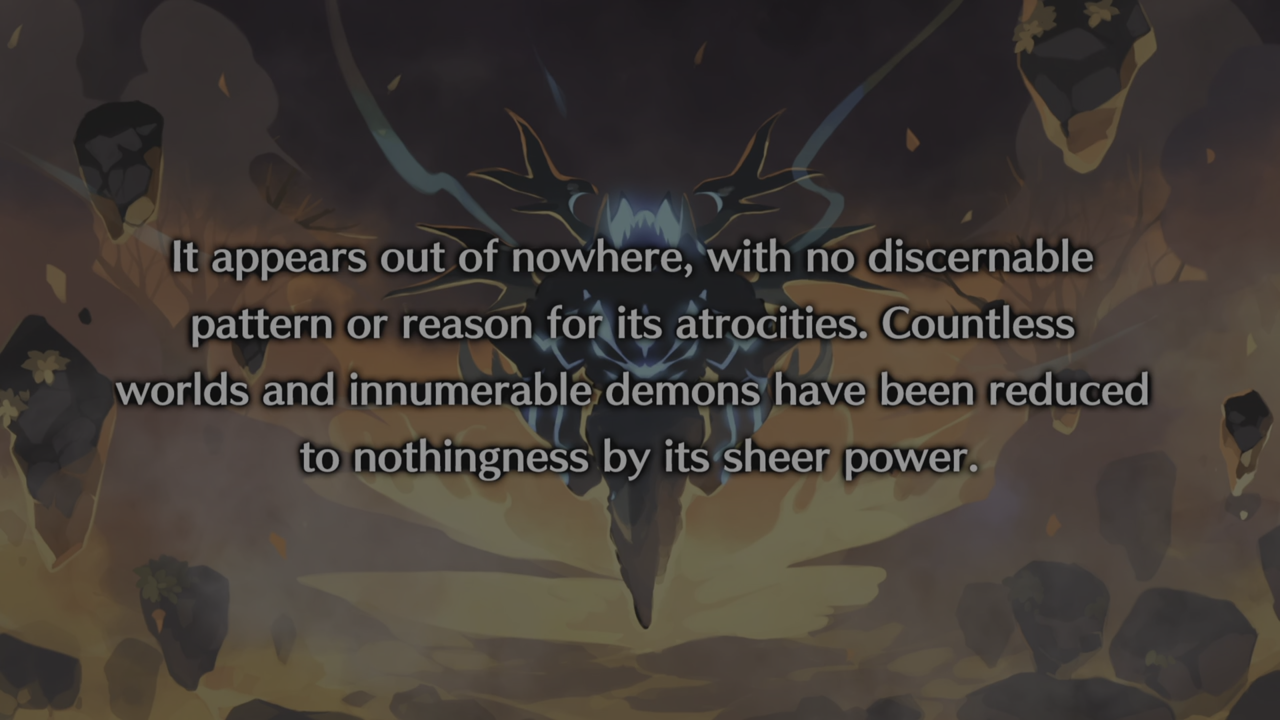 It appears out of nowhere, with no discernable
pattern or reason for its atrocities. Countless
worlds and innumerable demons have been reduced
to nothingness by its sheer power.